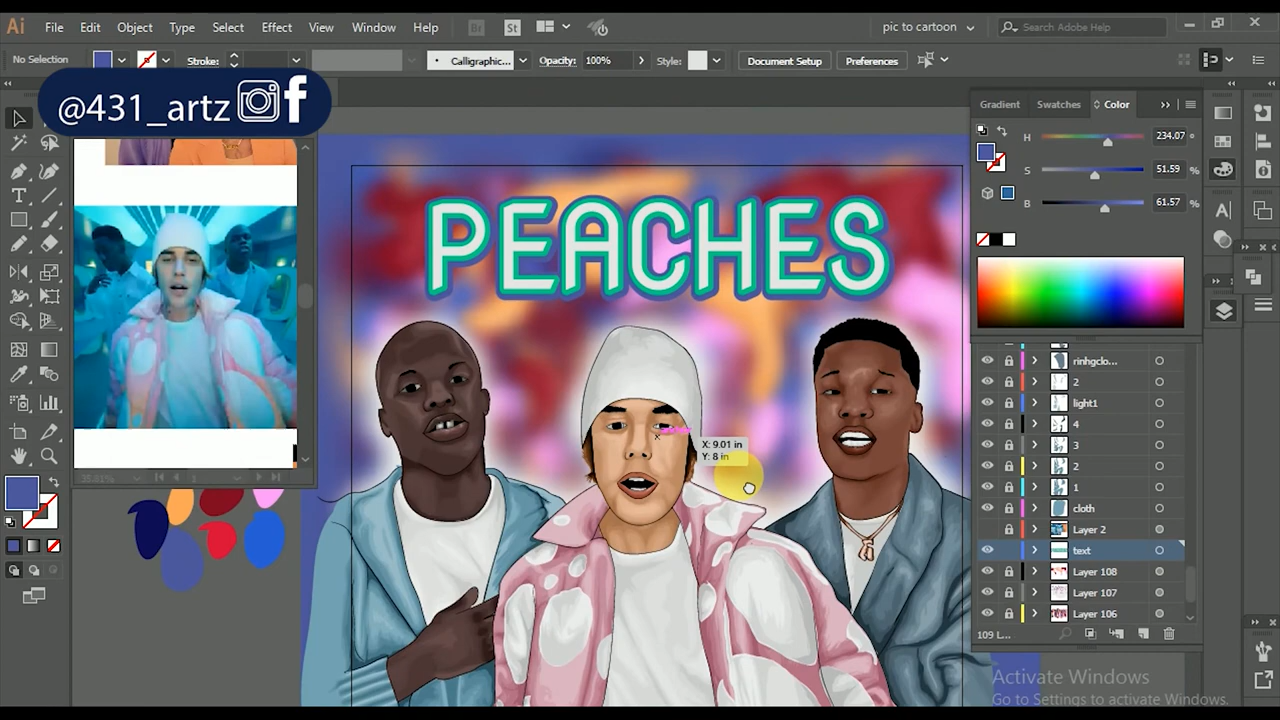 Ai File Edit Object Type Select Effect View Window Help Br St pic to cartoon Search Adobe Help
No Selection Stroke: Calligraphic... Opacity: 100% Style: Document Setup Preferences
@431_artz
Gradient Swatches Color
H 234.07 °
S 51.59 %
B 61.57 %
PEACHES
X: 9.01 in
Y: 8 in
rinhgclo...
2
light1
4
3
2
1
cloth
Layer 2
text
Layer 108
Layer 107
Layer 106
109 L...
Activate Windows
Go to Settings to activate Windows.